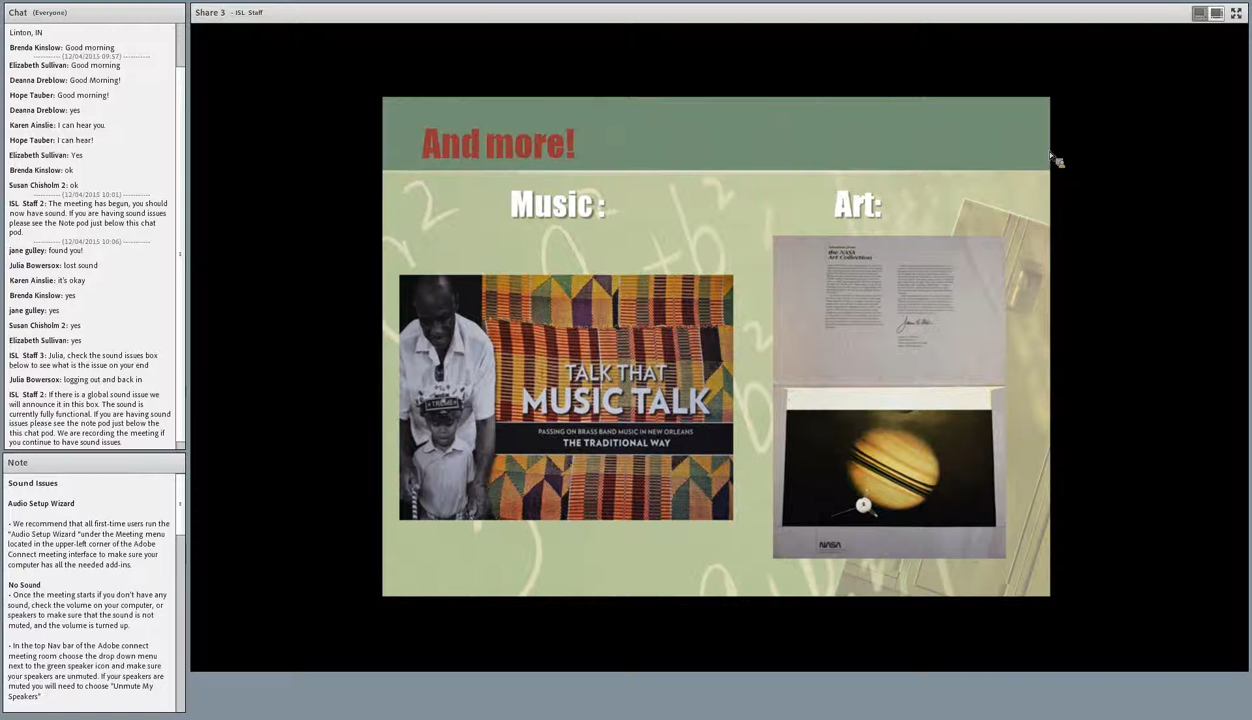 Chat (Everyone)
Linton, IN
Brenda Kinslow: Good morning
----------- (12/04/2015 09:57) -----------
Elizabeth Sullivan: Good morning
Deanna Dreblow: Good Morning!
Hope Tauber: Good morning!
Deanna Dreblow: yes
Karen Ainslie: I can hear you.
Hope Tauber: I can hear!
Elizabeth Sullivan: Yes
Brenda Kinslow: ok
Susan Chisholm 2: ok
----------- (12/04/2015 10:01) -----------
ISL Staff 2: The meeting has begun, you should
now have sound. If you are having sound issues
please see the Note pod just below this chat
pod.
----------- (12/04/2015 10:06) -----------
jane gulley: found you!
Julia Bowersox: lost sound
Karen Ainslie: it's okay
Brenda Kinslow: yes
jane gulley: yes
Susan Chisholm 2: yes
Elizabeth Sullivan: yes
ISL Staff 3: Julia, check the sound issues box
below to see what is the issue on your end
Julia Bowersox: logging out and back in
ISL Staff 2: If there is a global sound issue we
will announce it in this box. The sound is
currently fully functional. If you are having sound
issues please see the note pod just below the
this chat pod. We are recording the meeting if
you continue to have sound issues.
Note
Sound Issues
Audio Setup Wizard
• We recommend that all first-time users run the
"Audio Setup Wizard "under the Meeting menu
located in the upper-left corner of the Adobe
Connect meeting interface to make sure your
computer has all the needed add-ins.
No Sound
• Once the meeting starts if you don't have any
sound, check the volume on your computer, or
speakers to make sure that the sound is not
muted, and the volume is turned up.
• In the top Nav bar of the Adobe connect
meeting room choose the drop down menu
next to the green speaker icon and make sure
your speakers are unmuted. If your speakers are
muted you will need to choose "Unmute My
Speakers"
Share 3 - ISL Staff
And more!
Music:
TALK THAT
MUSIC TALK
PASSING ON BRASS BAND MUSIC IN NEW ORLEANS
THE TRADITIONAL WAY
Art:
the NASA
Art Collection
NASA